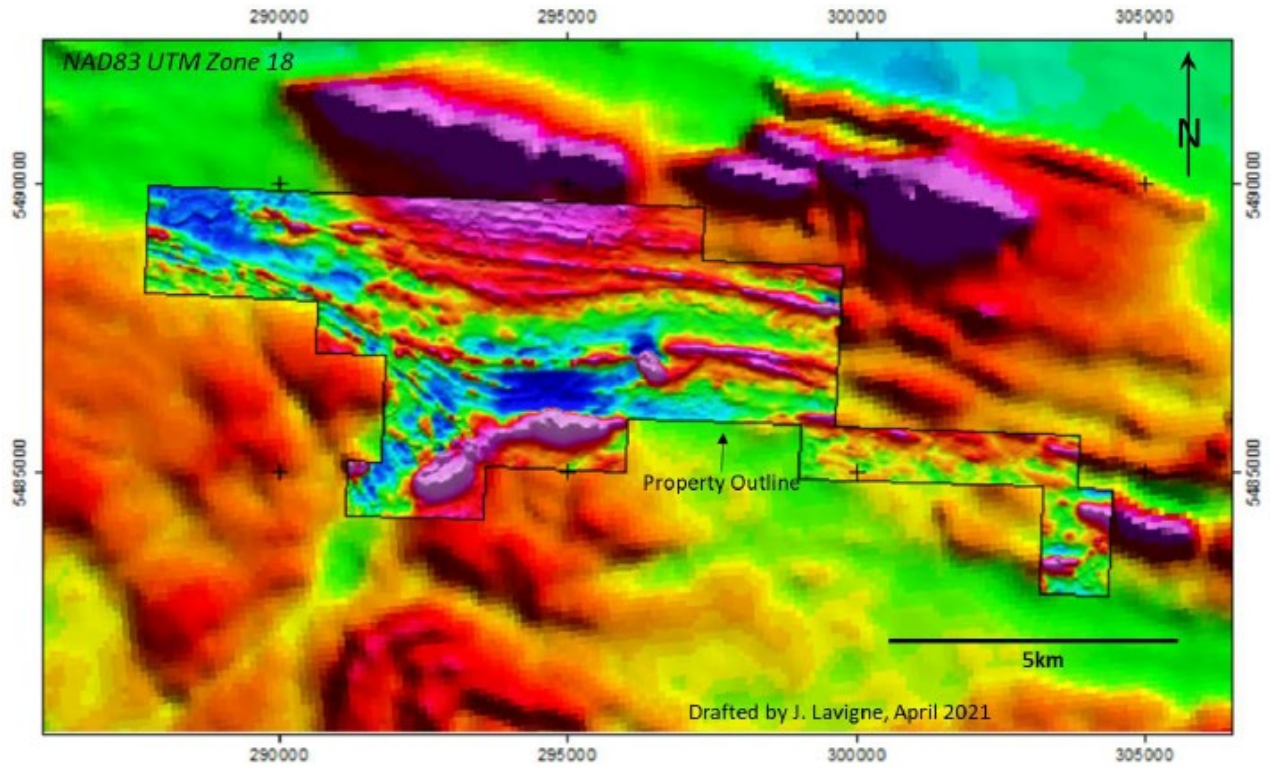 290000 295000 300000 305000
NAD83 UTM Zone 18
N
5490000 5490000
5485000 5485000
Property Outline
5km
Drafted by J. Lavigne, April 2021
290000 295000 300000 305000